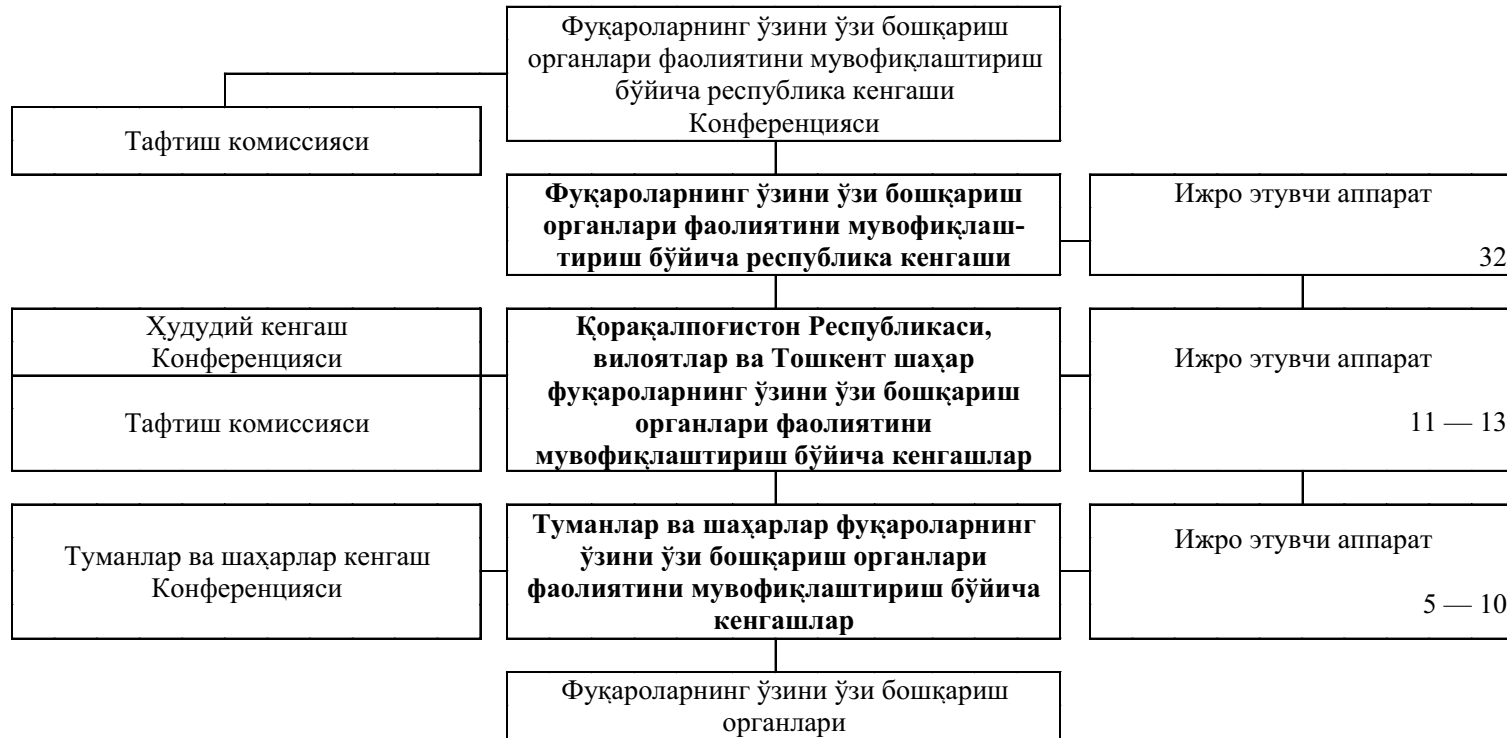 Фуқароларнинг ўзини ўзи бошқариш
органлари фаолиятини мувофиқлаштириш
бўйича республика кенгаши
Конференцияси
Тафтиш комиссияси
Фуқароларнинг ўзини ўзи бошқариш
органлари фаолиятини мувофиқлаш-
тириш бўйича республика кенгаши
Ижро этувчи аппарат
32
Ҳудудий кенгаш
Конференцияси
Тафтиш комиссияси
Қорақалпоғистон Республикаси,
вилоятлар ва Тошкент шаҳар
фуқароларнинг ўзини ўзи бошқариш
органлари фаолиятини
мувофиқлаштириш бўйича кенгашлар
Ижро этувчи аппарат
11 — 13
Туманлар ва шаҳарлар кенгаш
Конференцияси
Туманлар ва шаҳарлар фуқароларнинг
ўзини ўзи бошқариш органлари
фаолиятини мувофиқлаштириш бўйича
кенгашлар
Ижро этувчи аппарат
5 — 10
Фуқароларнинг ўзини ўзи бошқариш
органлари